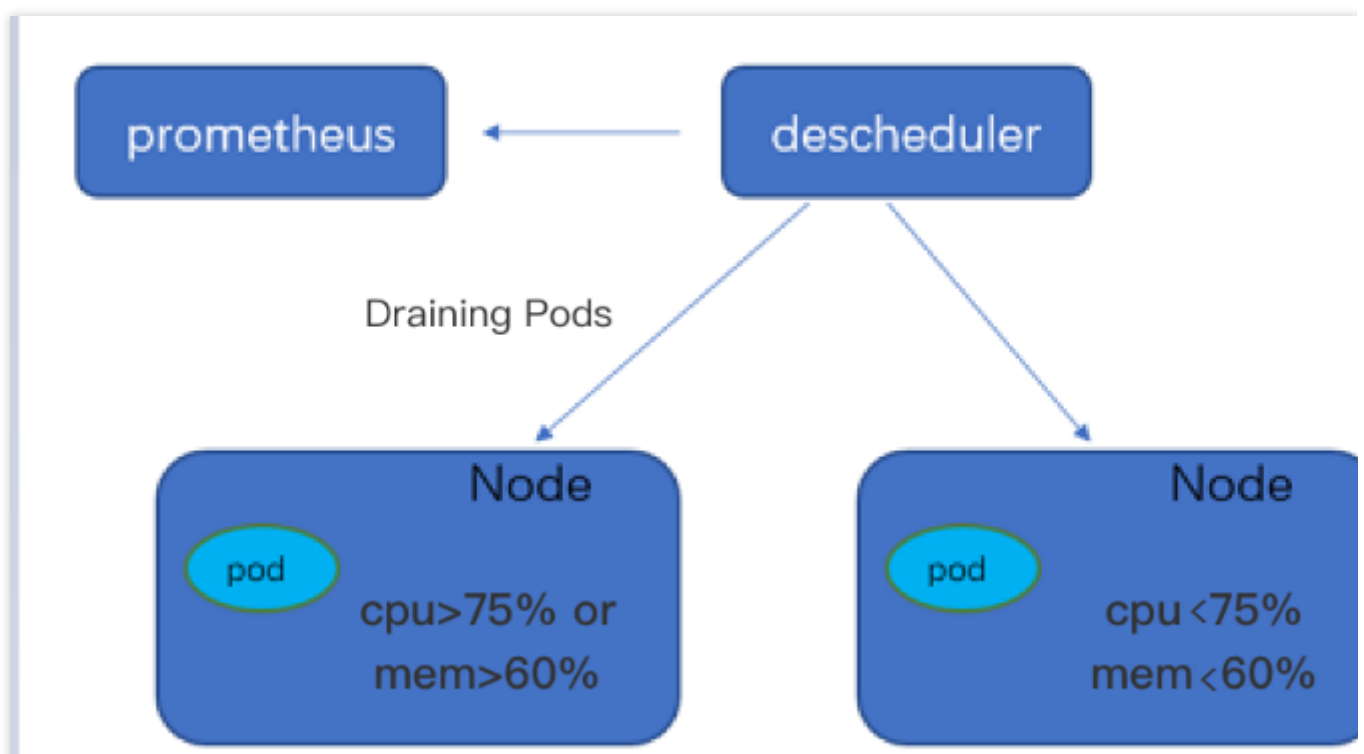 prometheus
descheduler
Draining Pods
Node
pod
cpu>75% or
mem>60%
Node
pod
cpu<75%
mem<60%